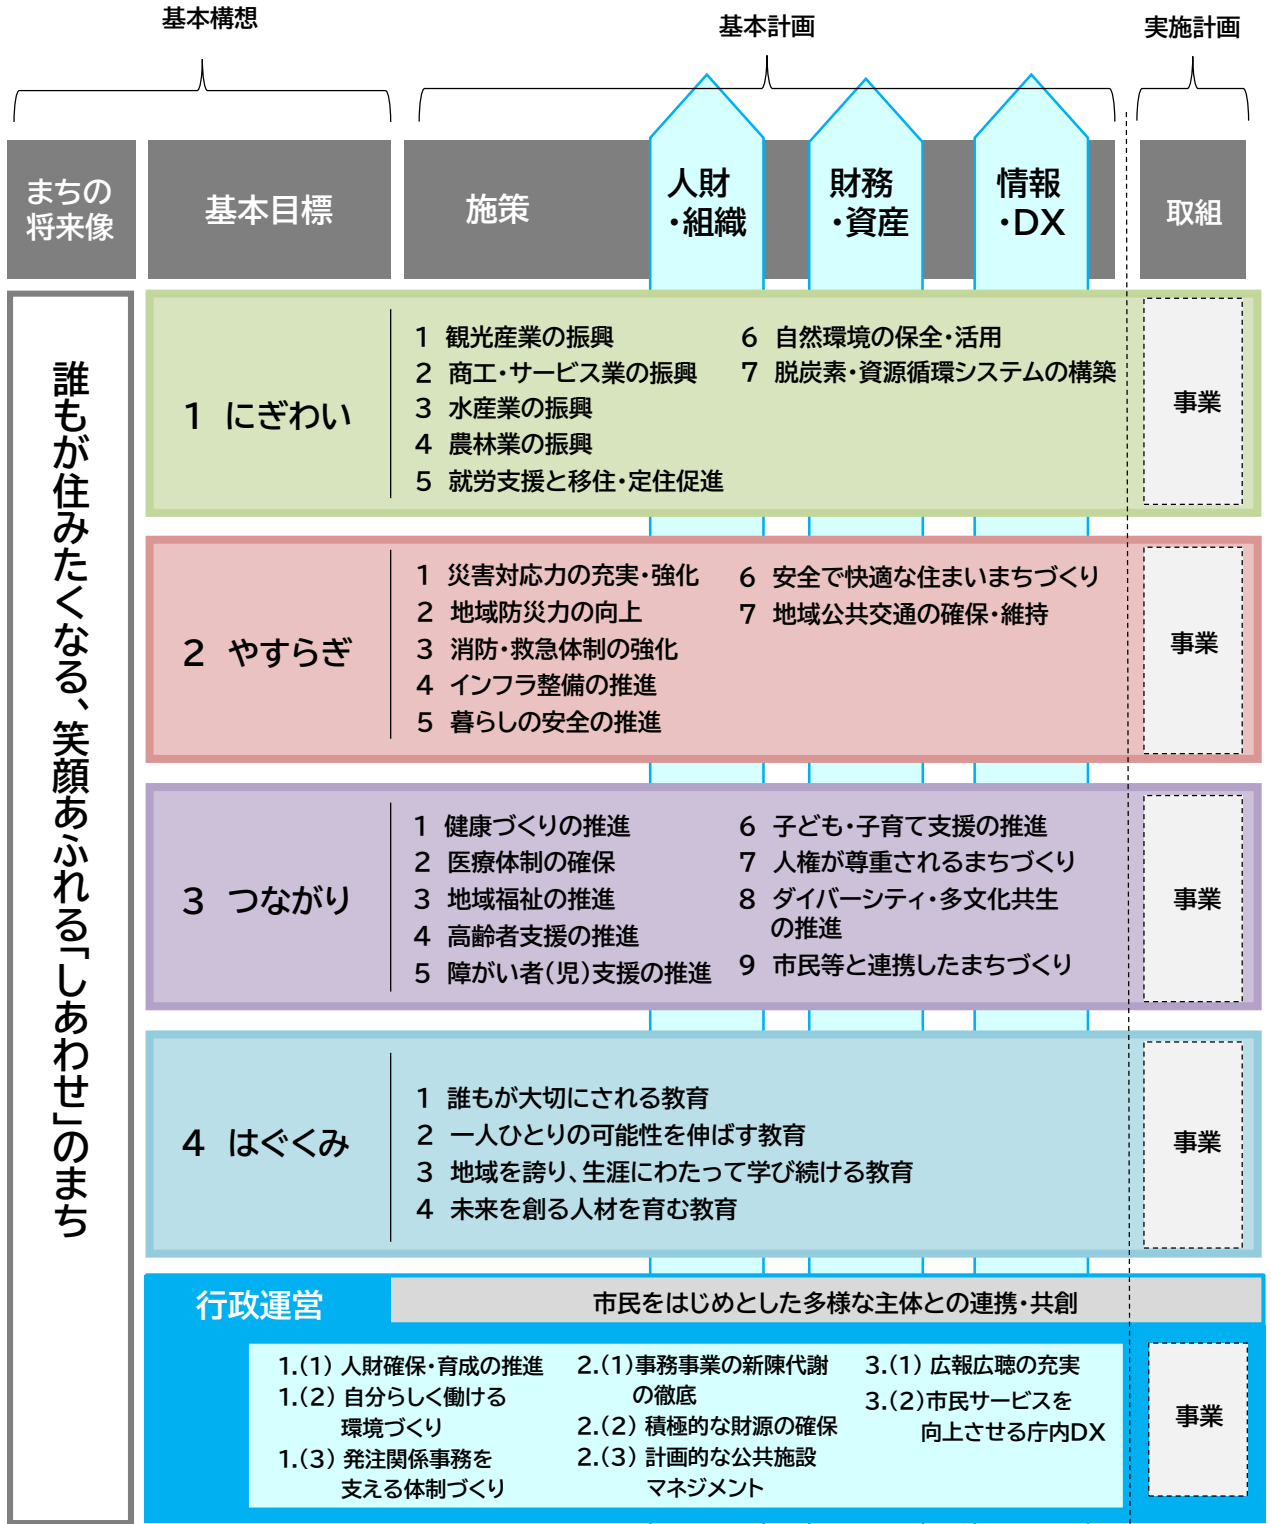 基本構想
基本計画
実施計画
まちの
将来像
基本目標
施策
人財
・組織
財務
・資産
情報
・DX
取組
誰もが住みたくなる、笑顔あふれる「しあわせ」のまち
1 にぎわい
1 観光産業の振興
2 商工・サービス業の振興
3 水産業の振興
4 農林業の振興
5 就労支援と移住・定住促進
6 自然環境の保全・活用
7 脱炭素・資源循環システムの構築
事業
2 やすらぎ
1 災害対応力の充実・強化
2 地域防災力の向上
3 消防・救急体制の強化
4 インフラ整備の推進
5 暮らしの安全の推進
6 安全で快適な住まいまちづくり
7 地域公共交通の確保・維持
事業
3 つながり
1 健康づくりの推進
2 医療体制の確保
3 地域福祉の推進
4 高齢者支援の推進
5 障がい者(児)支援の推進
6 子ども・子育て支援の推進
7 人権が尊重されるまちづくり
8 ダイバーシティ・多文化共生
の推進
9 市民等と連携したまちづくり
事業
4 はぐくみ
1 誰もが大切にされる教育
2 一人ひとりの可能性を伸ばす教育
3 地域を誇り、生涯にわたって学び続ける教育
4 未来を創る人材を育む教育
事業
行政運営
市民をはじめとした多様な主体との連携・共創
1.(1) 人財確保・育成の推進
1.(2) 自分らしく働ける
環境づくり
1.(3) 発注関係事務を
支える体制づくり
2.(1)事務事業の新陳代謝
の徹底
2.(2) 積極的な財源の確保
2.(3) 計画的な公共施設
マネジメント
3.(1) 広報広聴の充実
3.(2)市民サービスを
向上させる庁内DX
事業